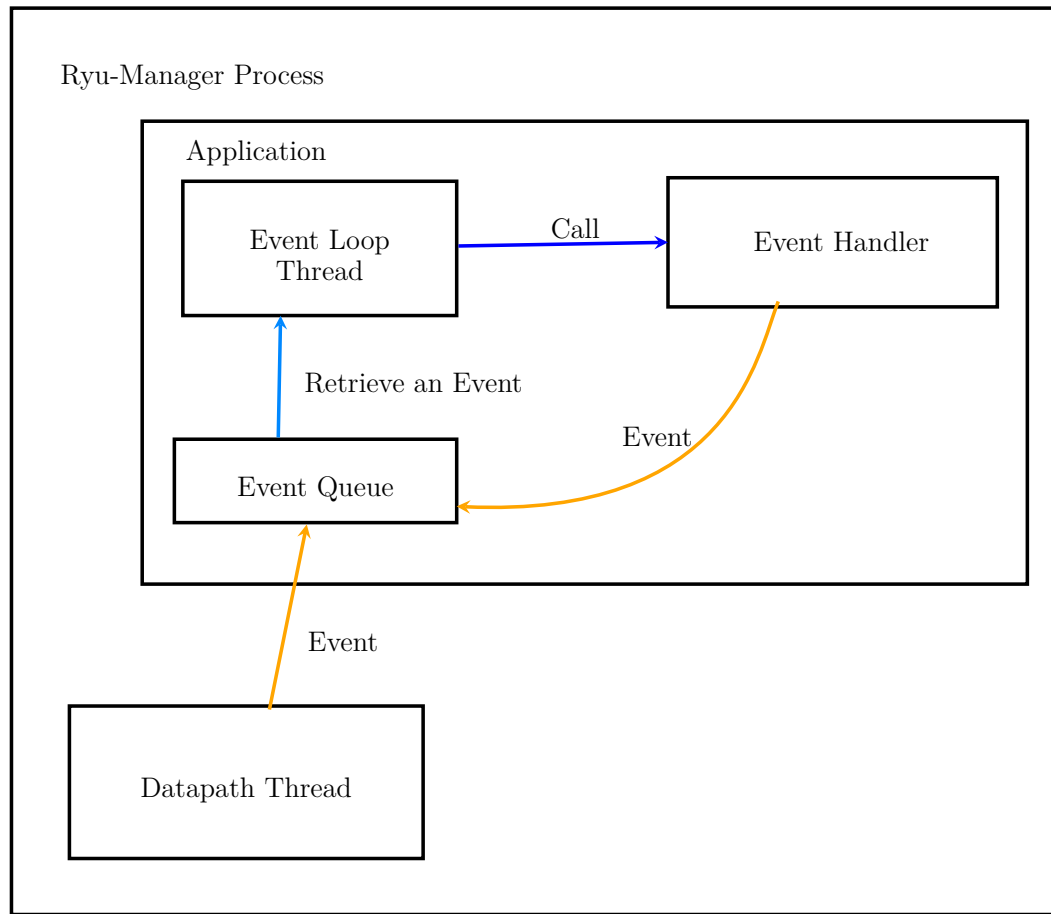 Ryu-Manager Process
Application
Event Loop
Thread
Call
Event Handler
Retrieve an Event
Event
Event Queue
Event
Datapath Thread